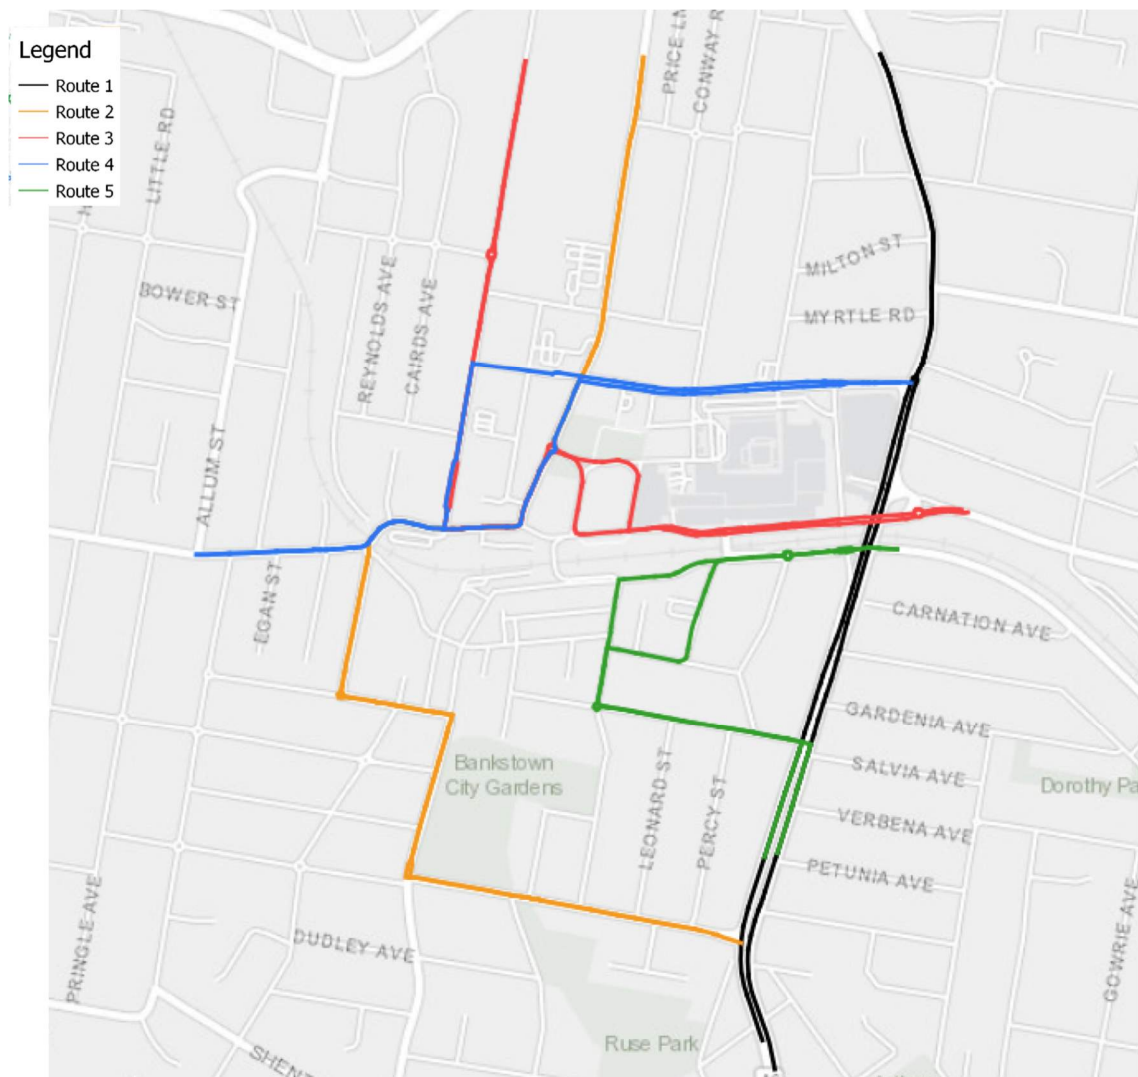 Legend
Route 1
Route 2
Route 3
Route 4
Route 5
PRICE LN
CONWAY R
LITTLE RD
MILTON ST
BOWER ST
REYNOLDS AVE
CAIRDS AVE
MYRTLE RD
ALLUM ST
EGAN ST
CARNATION AVE
GARDENIA AVE
Bankstown
City Gardens
SALVIA AVE
Dorothy Pa
LEONARD ST
PERCY ST
VERBENA AVE
PETUNIA AVE
PRINGLE AVE
DUDLEY AVE
GOWRIE AVE
Ruse Park
SHEN